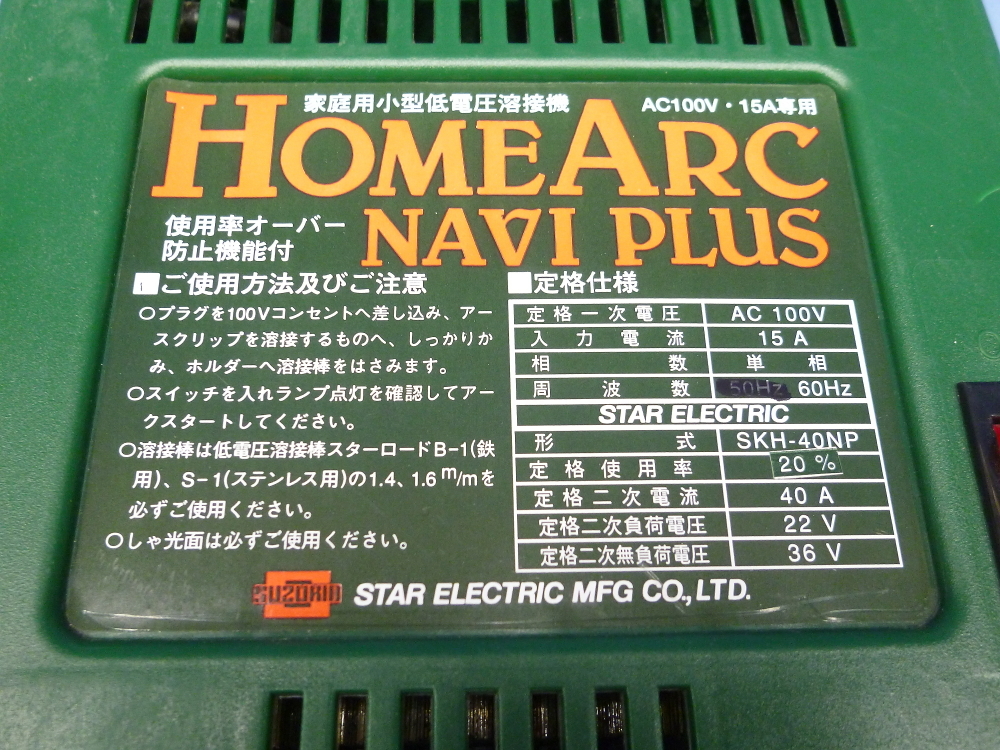 家庭用小型低電圧溶接機 AC100V・15A専用
HOMEARC
使用率オーバー
防止機能付
NAVI PLUS
■ご使用方法及びご注意
○プラグを100Vコンセントへ差し込み、アー
スクリップを溶接するものへ、しっかりか
み、ホルダーへ溶接棒をはさみます。
○スイッチを入れランプ点灯を確認してアー
クスタートしてください。
○溶接棒は低電圧溶接棒スターロードB-1(鉄
用)、S-1(ステンレス用)の1.4、1.6 m/mを
必ずご使用ください。
○しゃ光面は必ずご使用ください。
■定格仕様
定格一次電圧 AC 100V
入力電流 15 A
相数 単相
周波数 50Hz 60Hz
STAR ELECTRIC
形式 SKH-40NP
定格使用率 20 %
定格二次電流 40 A
定格二次負荷電圧 22 V
定格二次無負荷電圧 36 V
SUZUKID STAR ELECTRIC MFG CO.,LTD.